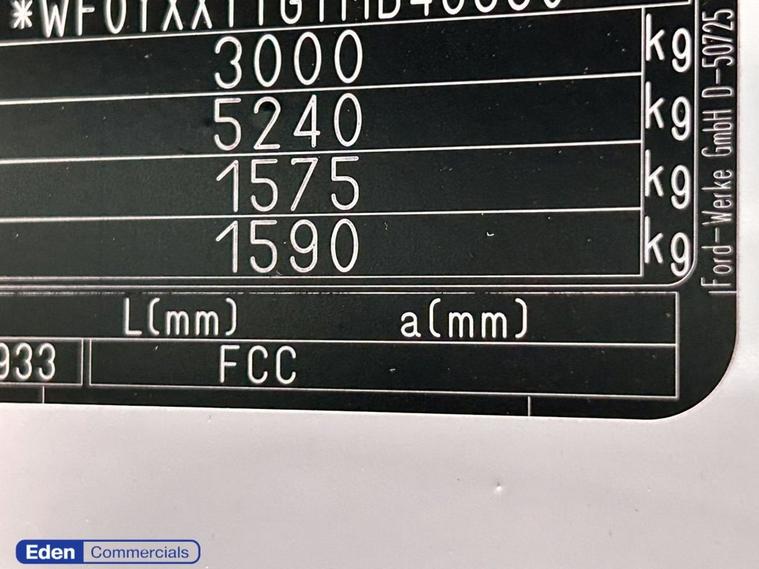 3000 kg
5240 kg
1575 kg
1590 kg
Ford-Werke GmbH D-50725
L(mm) a(mm)
933 FCC
Eden Commercials